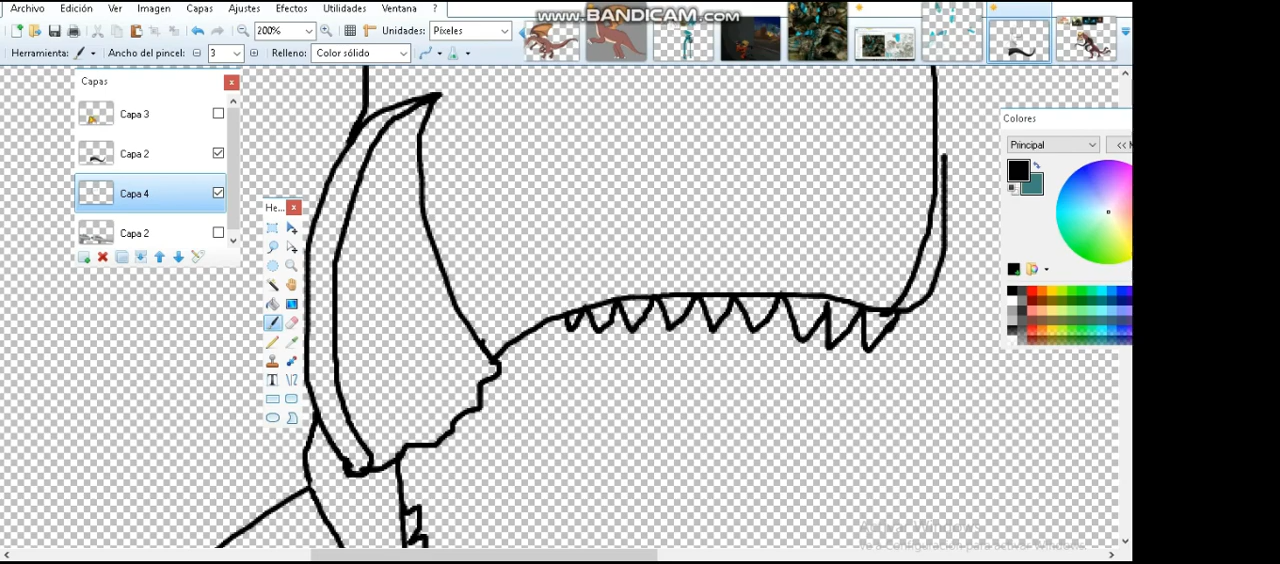 Archivo Edición Ver Imagen Capas Ajustes Efectos Utilidades Ventana ?
WWW.BANDICAM.COM
200% Unidades: Píxeles
Herramienta: Ancho del pincel: 3 Relleno: Color sólido
Capas
Capa 3
Capa 2
Capa 4
Capa 2
He...
Colores
Principal
<<